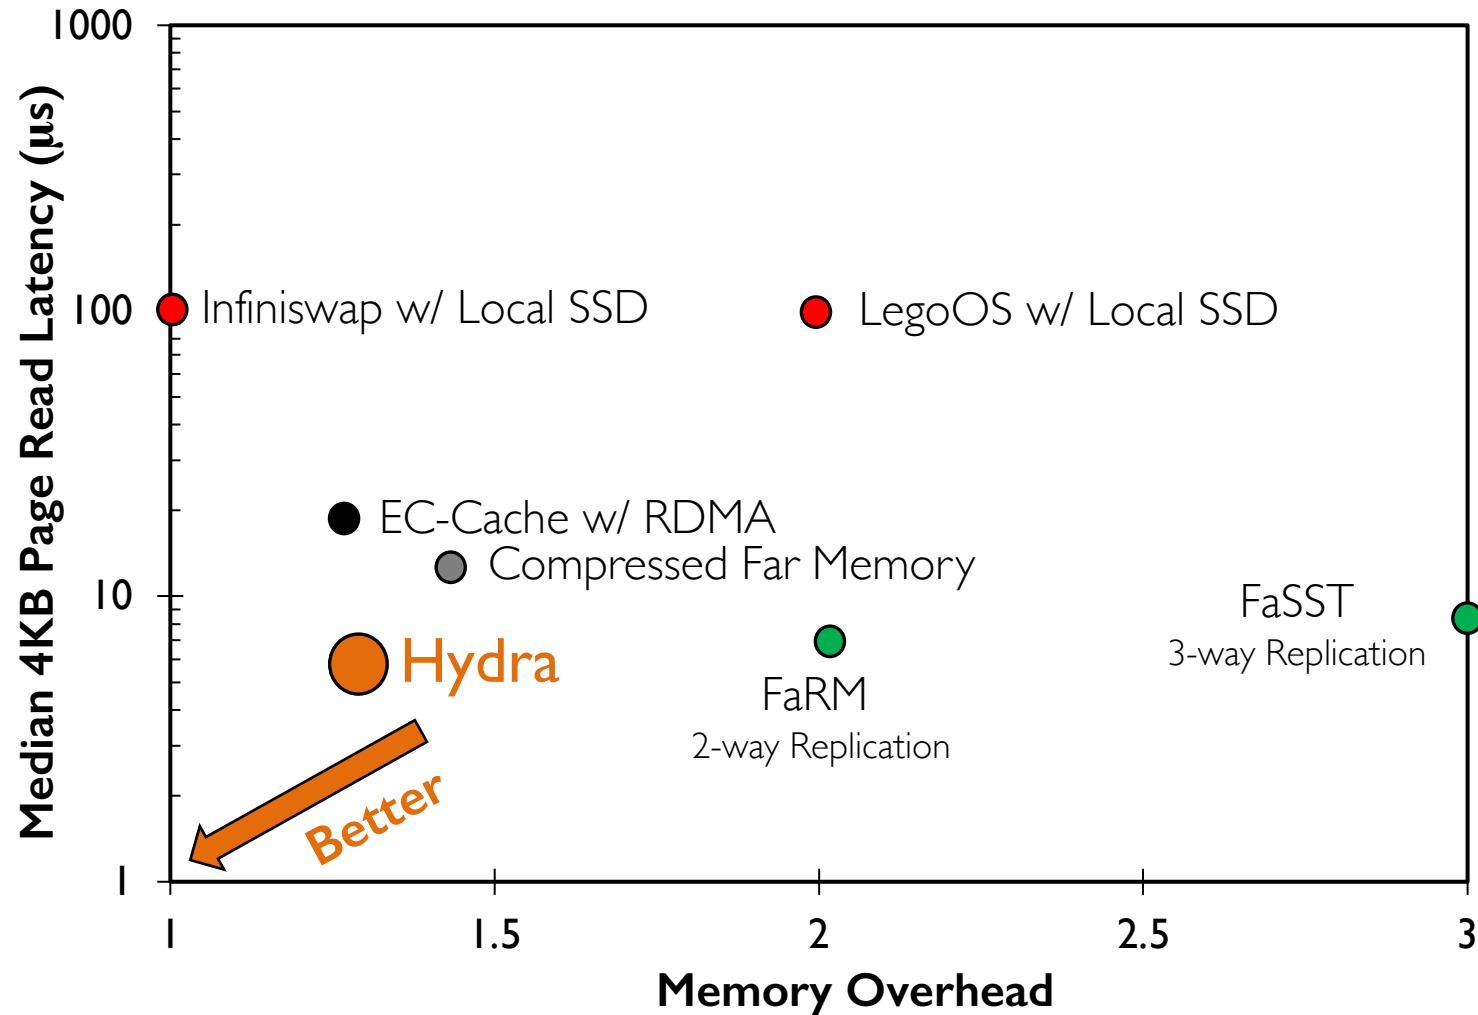 1000
100
10
1
Median 4KB Page Read Latency (μs)
Infiniswap w/ Local SSD
LegoOS w/ Local SSD
EC-Cache w/ RDMA
Compressed Far Memory
Hydra
FaRM
2-way Replication
FaSST
3-way Replication
Better
1
1.5
2
2.5
3
Memory Overhead